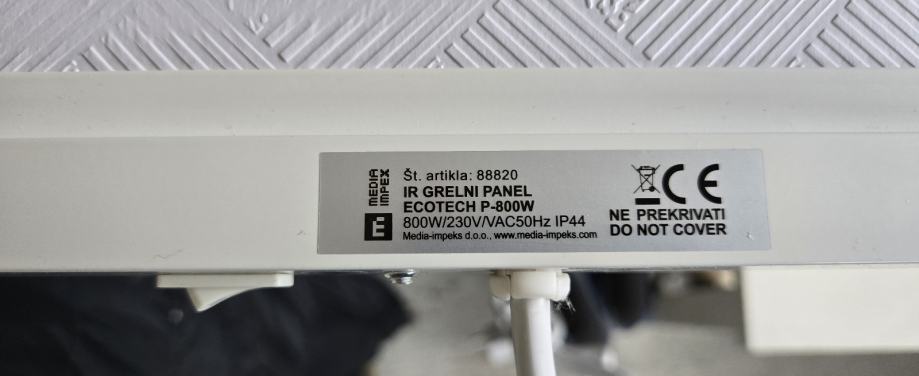 MEDIA
IMPEX
Št. artikla: 88820
IR GRELNI PANEL
ECOTECH P-800W
800W/230V/VAC50Hz IP44
Media-impeks d.o.o., www.media-impeks.com
CE
NE PREKRIVATI
DO NOT COVER